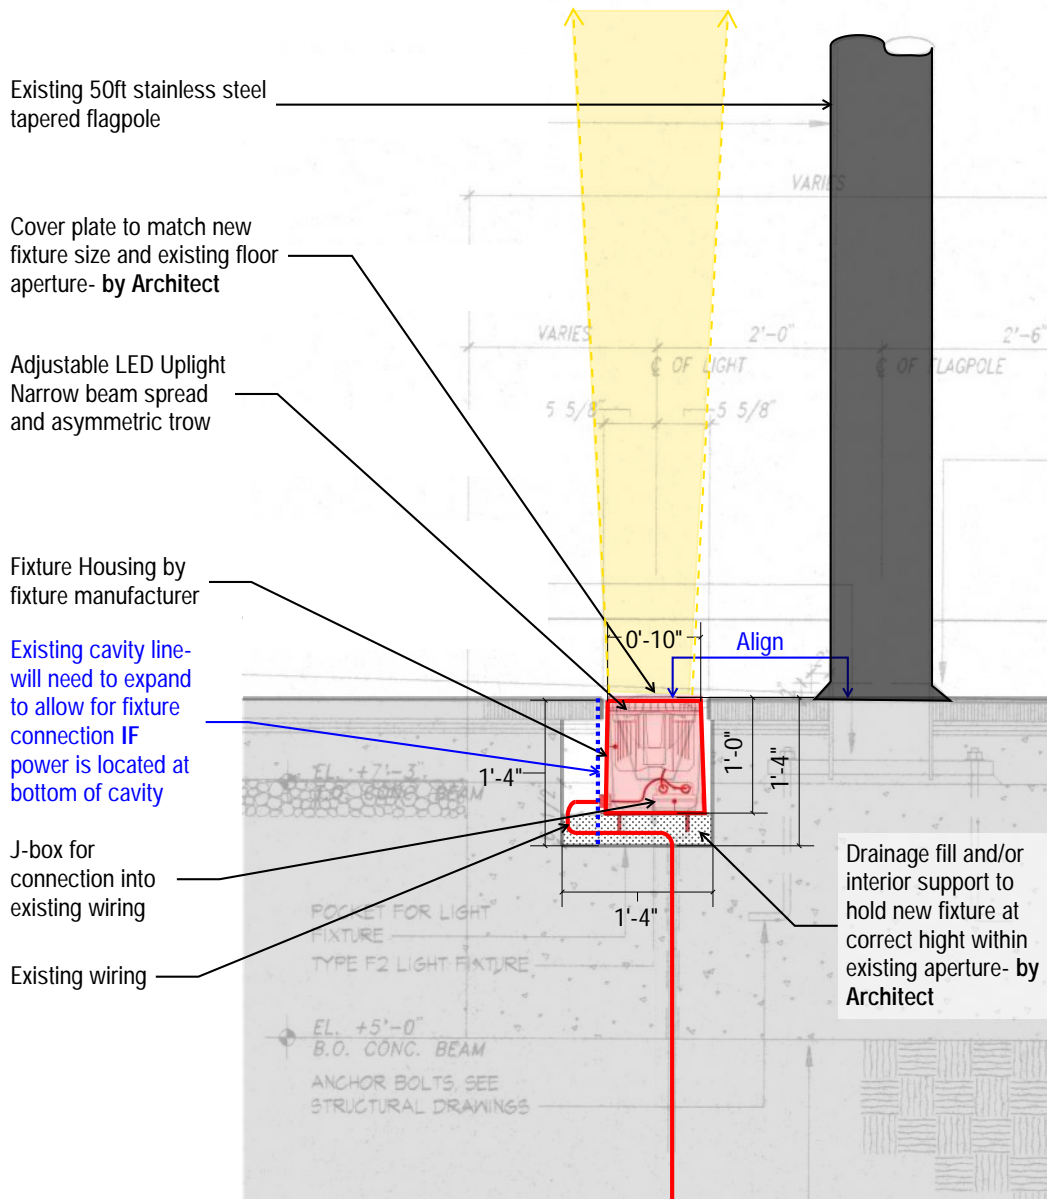 Existing 50ft stainless steel
tapered flagpole
VARIES
Cover plate to match new
fixture size and existing floor
aperture- by Architect
VARIES
2'-0"
2'-6"
℄ OF LIGHT
℄ OF FLAGPOLE
Adjustable LED Uplight
Narrow beam spread
and asymmetric trow
5 5/8"
5 5/8"
Fixture Housing by
fixture manufacturer
0'-10"
Align
Existing cavity line-
will need to expand
to allow for fixture
connection IF
power is located at
bottom of cavity
1'-4"
1'-0"
1'-4"
EL. +7'-3"
BEAM
J-box for
connection into
existing wiring
1'-4"
Drainage fill and/or
interior support to
hold new fixture at
correct hight within
existing aperture- by
Architect
POCKET FOR LIGHT
FIXTURE
TYPE F2 LIGHT FIXTURE
Existing wiring
EL. +5'-0"
B.O. CONC. BEAM
ANCHOR BOLTS, SEE
STRUCTURAL DRAWINGS